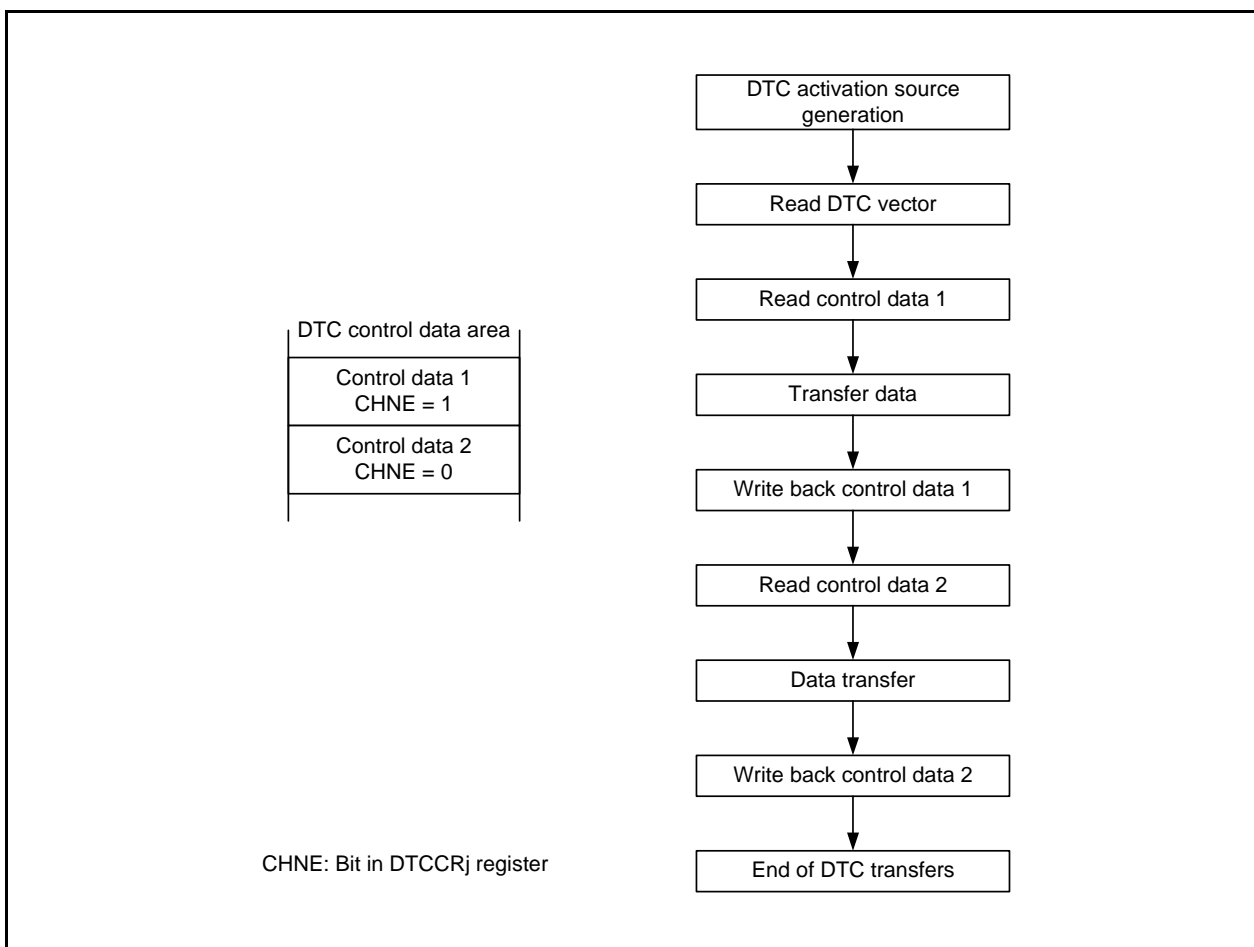 DTC activation source
generation
Read DTC vector
Read control data 1
DTC control data area
Control data 1
CHNE = 1
Control data 2
CHNE = 0
Transfer data
Write back control data 1
Read control data 2
Data transfer
Write back control data 2
CHNE: Bit in DTCCRj register
End of DTC transfers